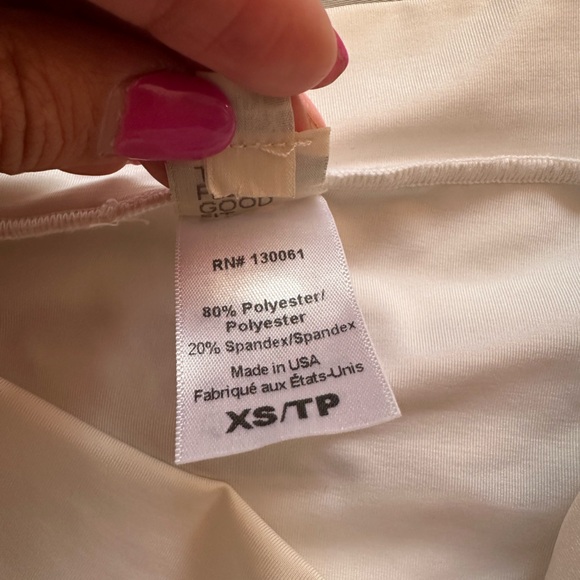 GOOD
RN# 130061
80% Polyester/
Polyester
20% Spandex/Spandex
Made in USA
Fabriqué aux États-Unis
XS/TP